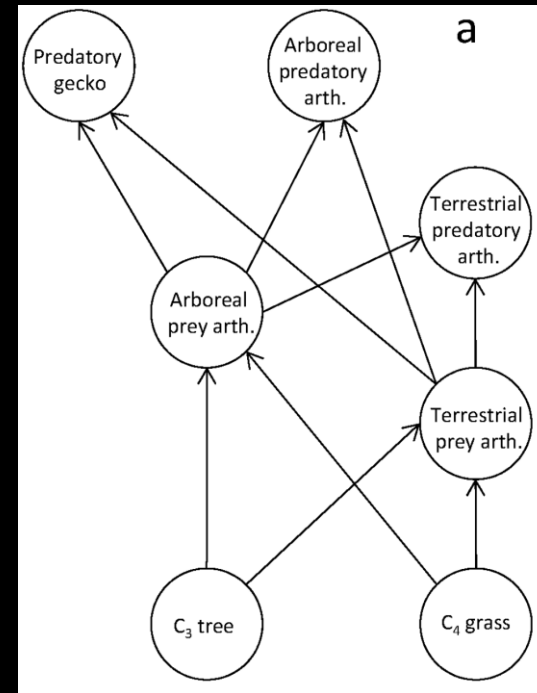 a
Predatory
gecko
Arboreal
predatory
arth.
Terrestrial
predatory
arth.
Arboreal
prey arth.
Terrestrial
prey arth.
C₃ tree
C₄ grass